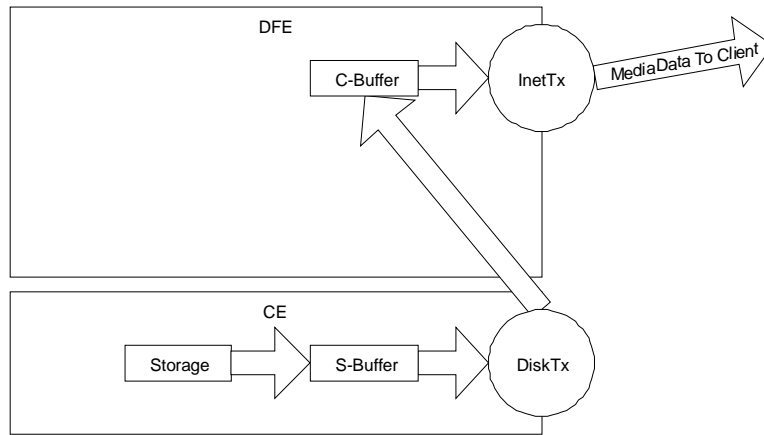 DFE
C-Buffer
InetTx
MediaData To Client
CE
Storage
S-Buffer
DiskTx